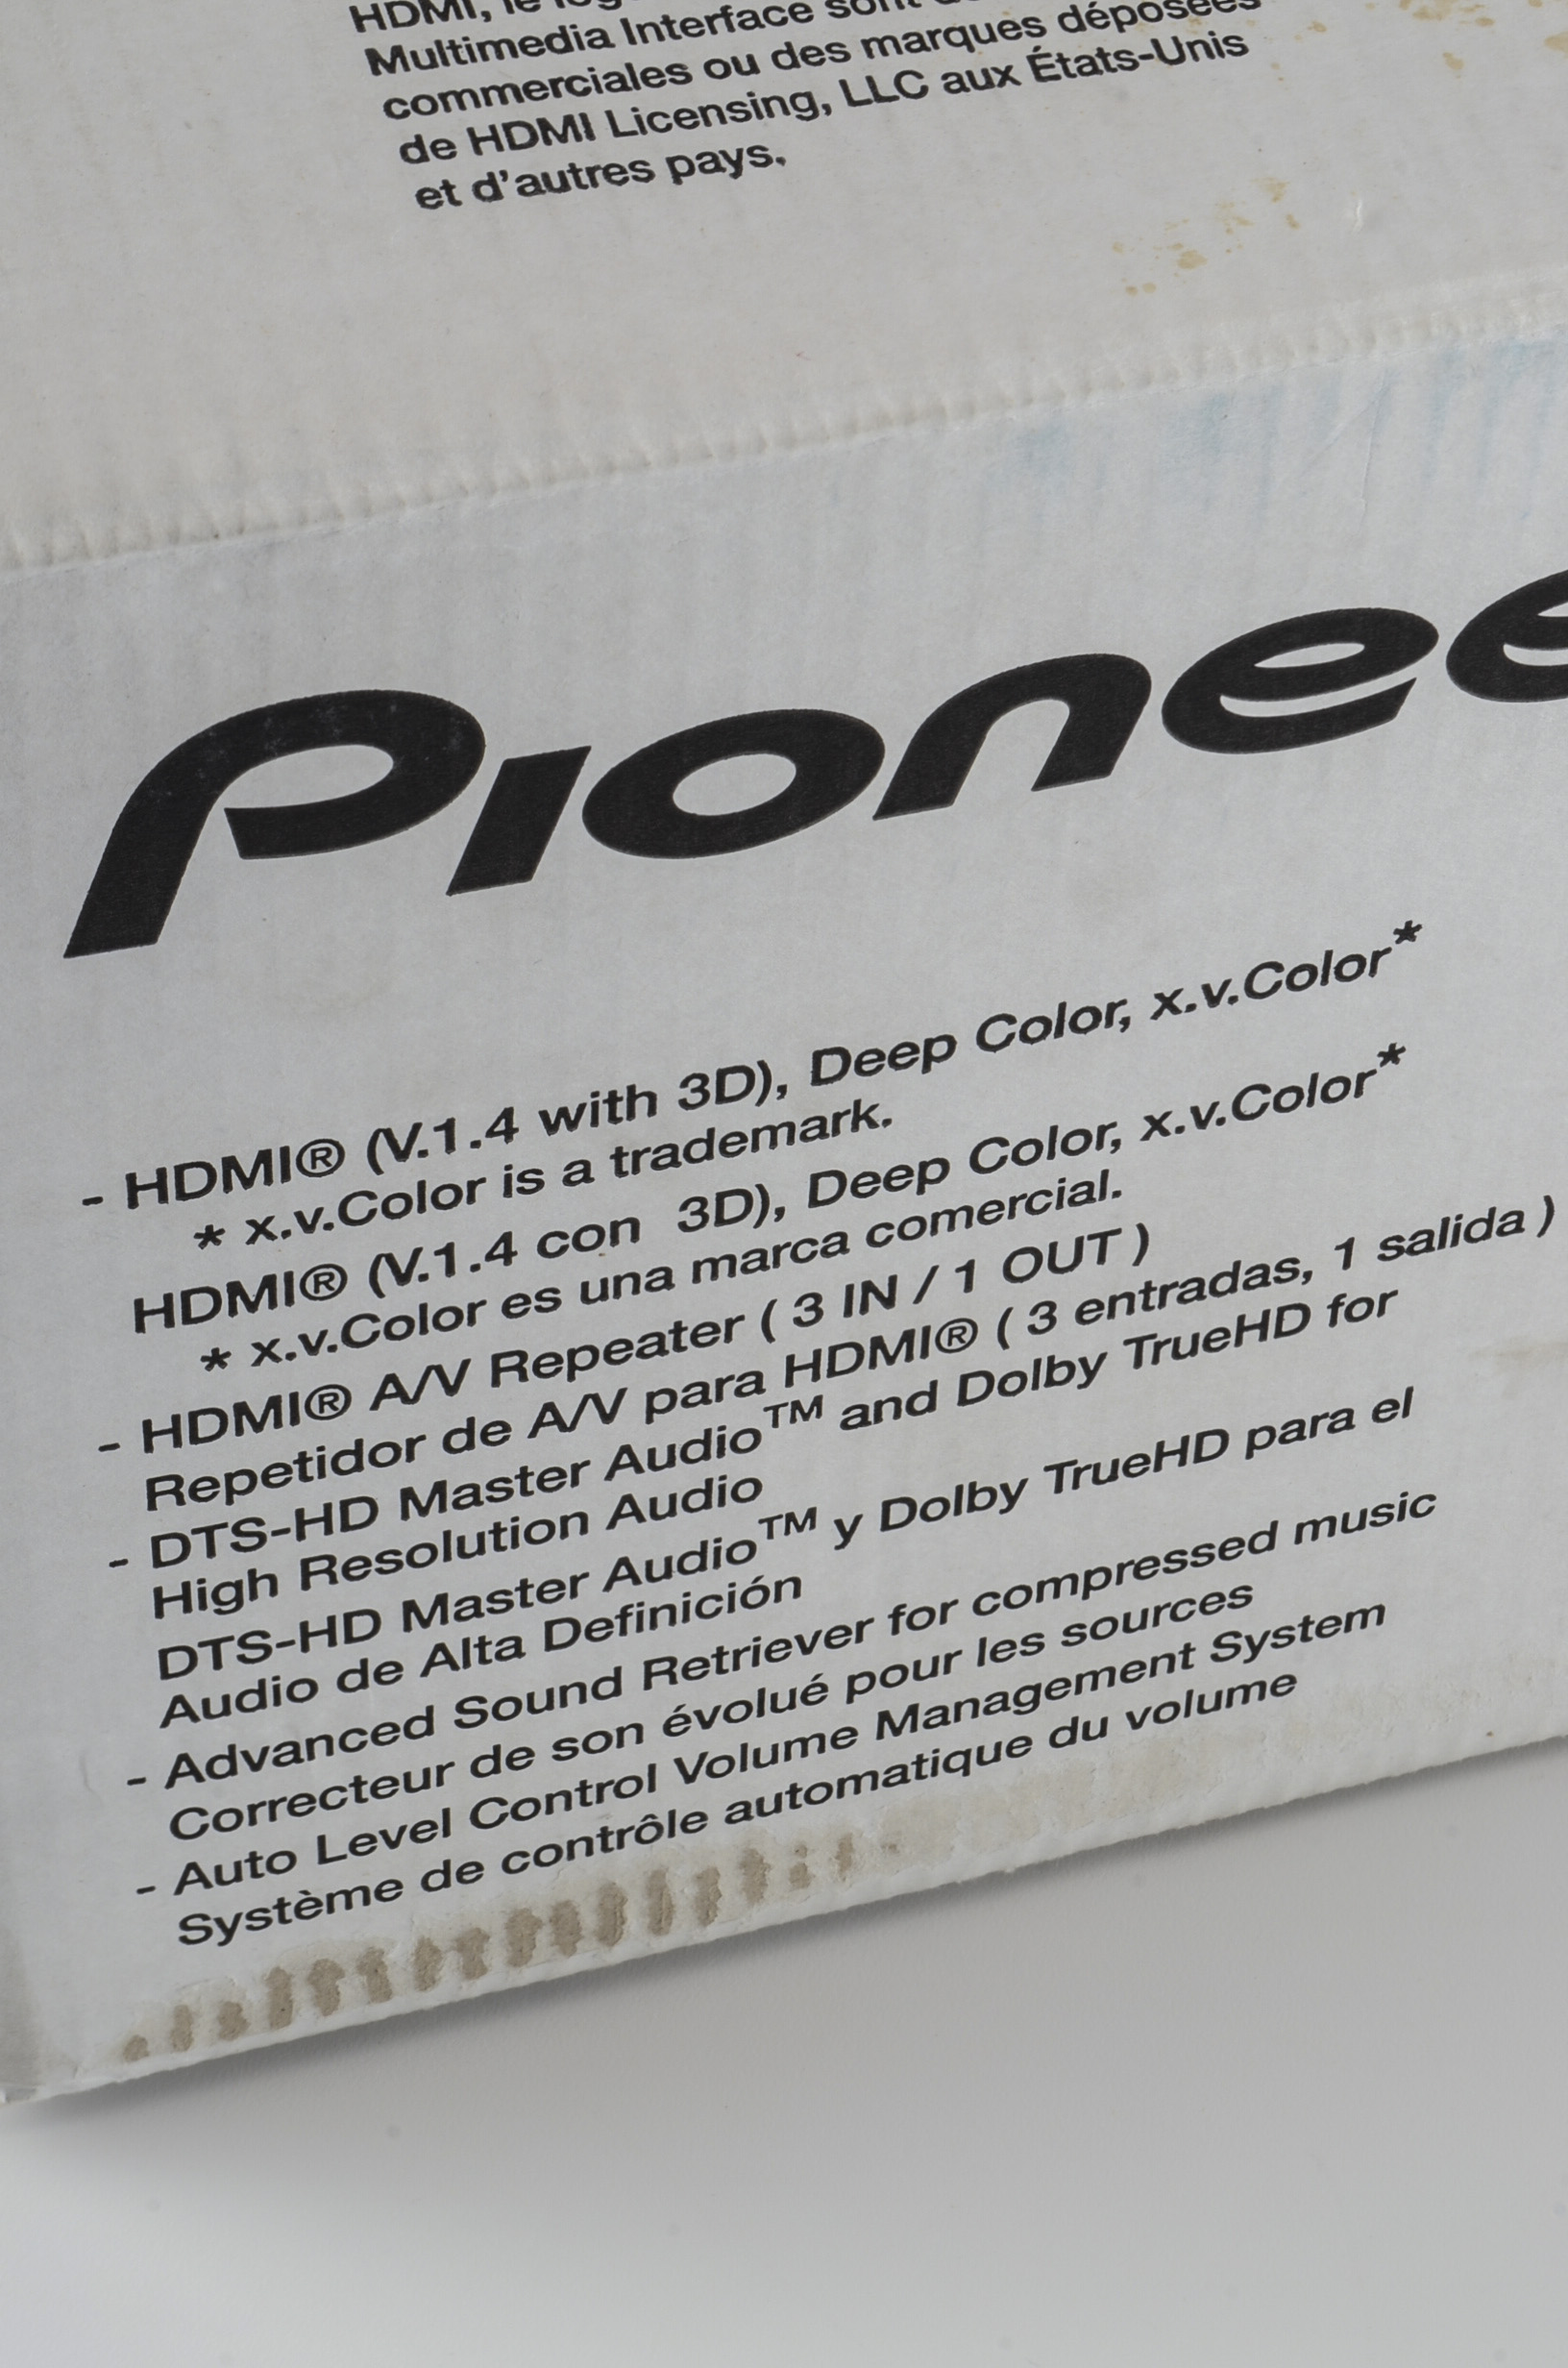 HDMI, le
Multimedia Interface sont
commerciales ou des marques déposées
de HDMI Licensing, LLC aux États-Unis
et d'autres pays.
Pionee
- HDMI® (V.1.4 with 3D), Deep Color, x.v.Color*
* x.v.Color is a trademark.
HDMI® (V.1.4 con 3D), Deep Color, x.v.Color*
* x.v.Color es una marca comercial.
- HDMI® A/V Repeater ( 3 IN / 1 OUT )
Repetidor de A/V para HDMI® ( 3 entradas, 1 salida )
- DTS-HD Master Audio™ and Dolby TrueHD for
High Resolution Audio
DTS-HD Master Audio™ y Dolby TrueHD para el
Audio de Alta Definición
- Advanced Sound Retriever for compressed music
Correcteur de son évolué pour les sources
- Auto Level Control Volume Management System
Système de contrôle automatique du volume